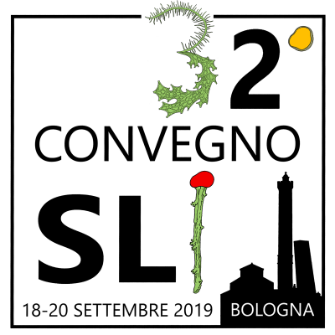 32°
CONVEGNO
SLi
18-20 SETTEMBRE 2019
BOLOGNA